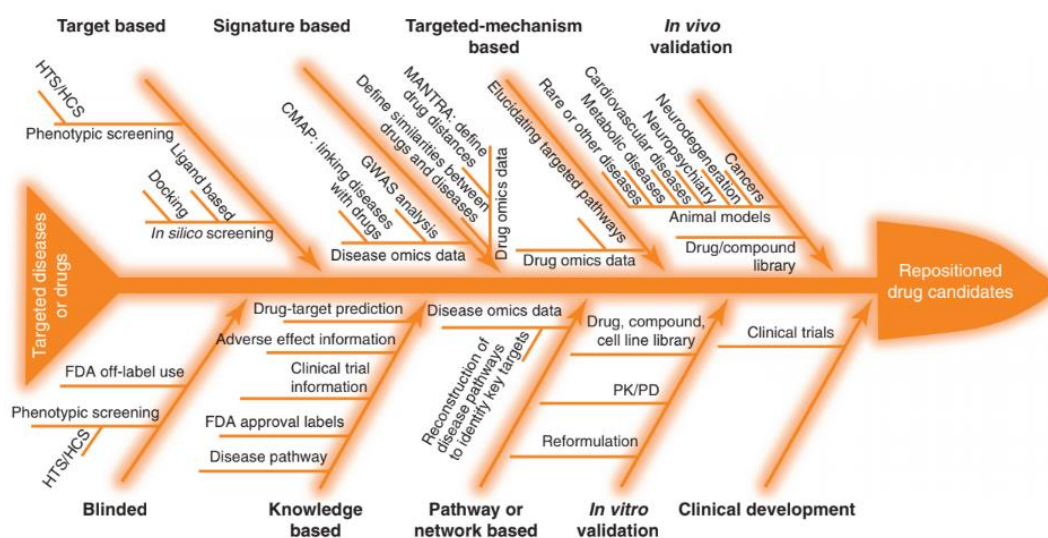 Target based
Signature based
Targeted-mechanism
based
In vivo
validation
HTS/HCS
Phenotypic screening
Ligand based
Docking
In silico screening
CMAP: linking diseases
with drugs
GWAS analysis
Disease omics data
Define similarities between
drugs and diseases
MANTRA: define
drug distances
Drug omics data
Elucidating targeted pathways
Drug omics data
Rare or other diseases
Metabolic diseases
Cardiovascular diseases
Neuropsychiatry
Neurodegeneration
Cancers
Animal models
Drug/compound
library
Targeted diseases
or drugs
Repositioned
drug candidates
FDA off-label use
Phenotypic screening
HTS/HCS
Drug-target prediction
Adverse effect information
Clinical trial
information
FDA approval labels
Disease pathway
Disease omics data
Reconstruction of
disease pathways
to identify key targets
Drug, compound,
cell line library
PK/PD
Reformulation
Clinical trials
Blinded
Knowledge
based
Pathway or
network based
In vitro
validation
Clinical development